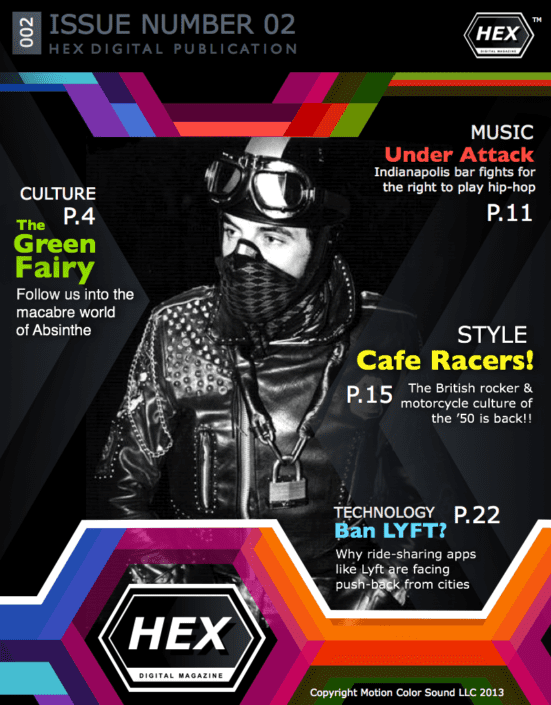 002
ISSUE NUMBER 02
HEX DIGITAL PUBLICATION
HEX
DIGITAL MAGAZINE
TM
MUSIC
Under Attack
Indianapolis bar fights for
the right to play hip-hop
P.11
CULTURE
P.4
The
Green
Fairy
Follow us into the
macabre world
of Absinthe
STYLE
Cafe Racers!
P.15
The British rocker &
motorcycle culture of
the '50 is back!!
TECHNOLOGY P.22
Ban LYFT?
Why ride-sharing apps
like Lyft are facing
push-back from cities
HEX
DIGITAL MAGAZINE
Copyright Motion Color Sound LLC 2013